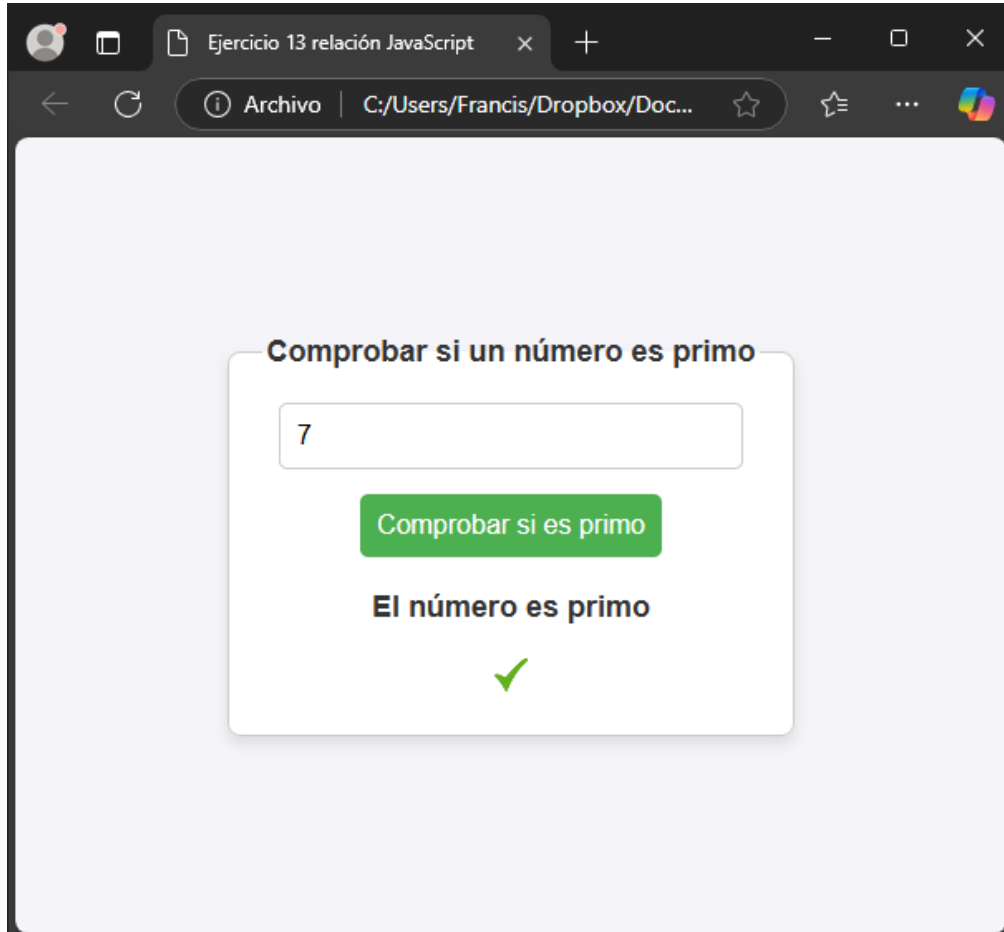 Ejercicio 13 relación JavaScript
Archivo
C:/Users/Francis/Dropbox/Doc...
Comprobar si un número es primo
7
Comprobar si es primo
El número es primo